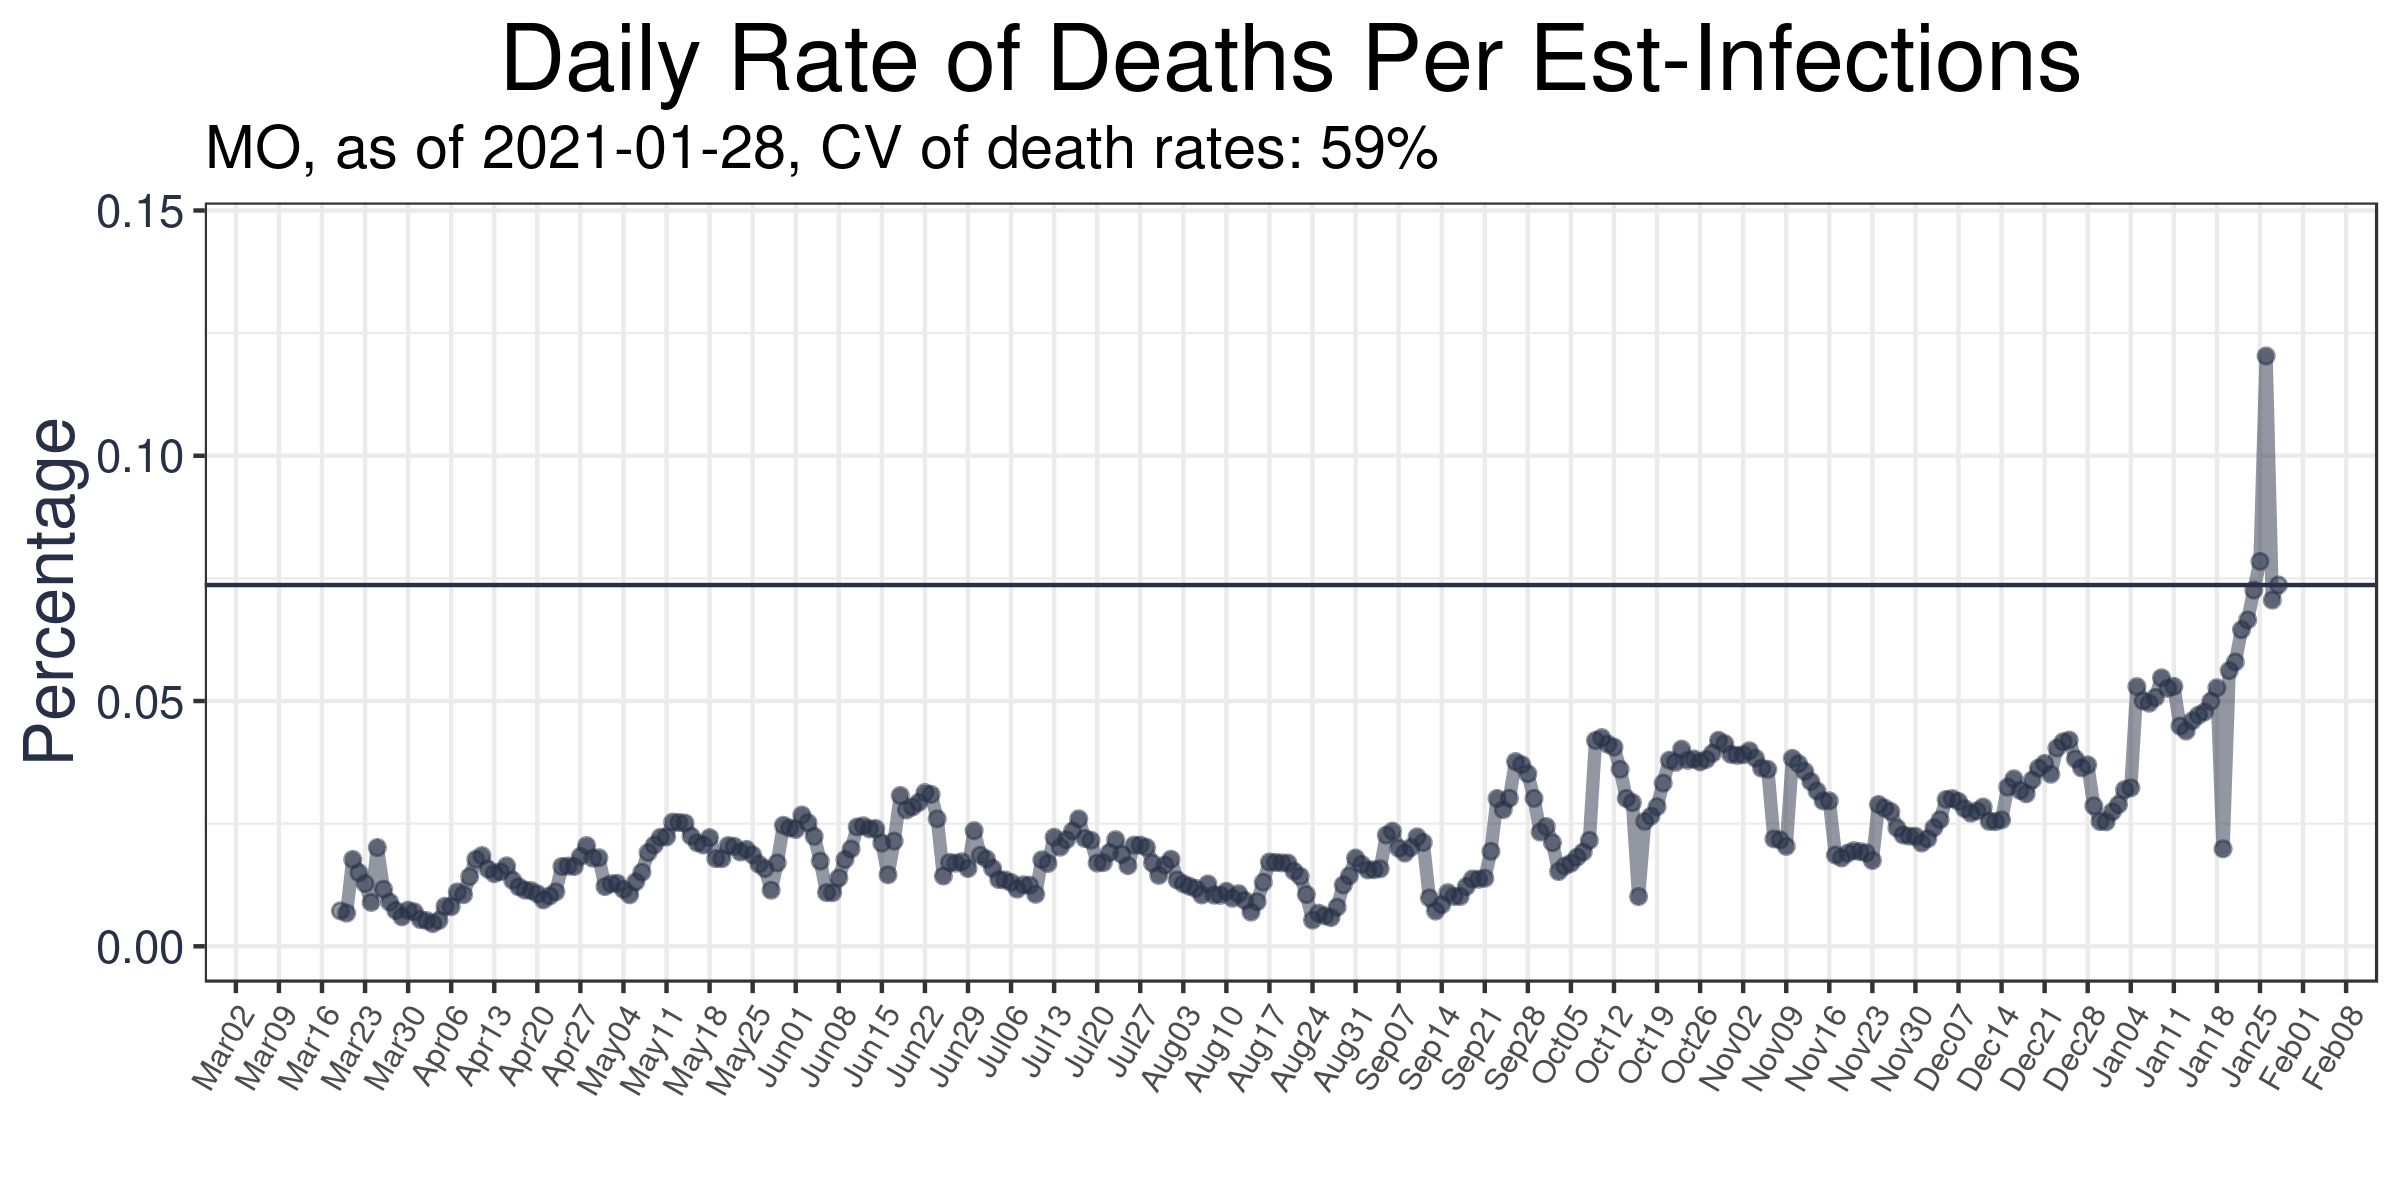 Daily Rate of Deaths Per Est-Infections
MO, as of 2021-01-28, CV of death rates: 59%
Percentage
0.15
0.10
0.05
0.00
Mar02
Mar09
Mar16
Mar23
Mar30
Apr06
Apr13
Apr20
Apr27
May04
May11
May18
May25
Jun01
Jun08
Jun15
Jun22
Jun29
Jul06
Jul13
Jul20
Jul27
Aug03
Aug10
Aug17
Aug24
Aug31
Sep07
Sep14
Sep21
Sep28
Oct05
Oct12
Oct19
Oct26
Nov02
Nov09
Nov16
Nov23
Nov30
Dec07
Dec14
Dec21
Dec28
Jan04
Jan11
Jan18
Jan25
Feb01
Feb08